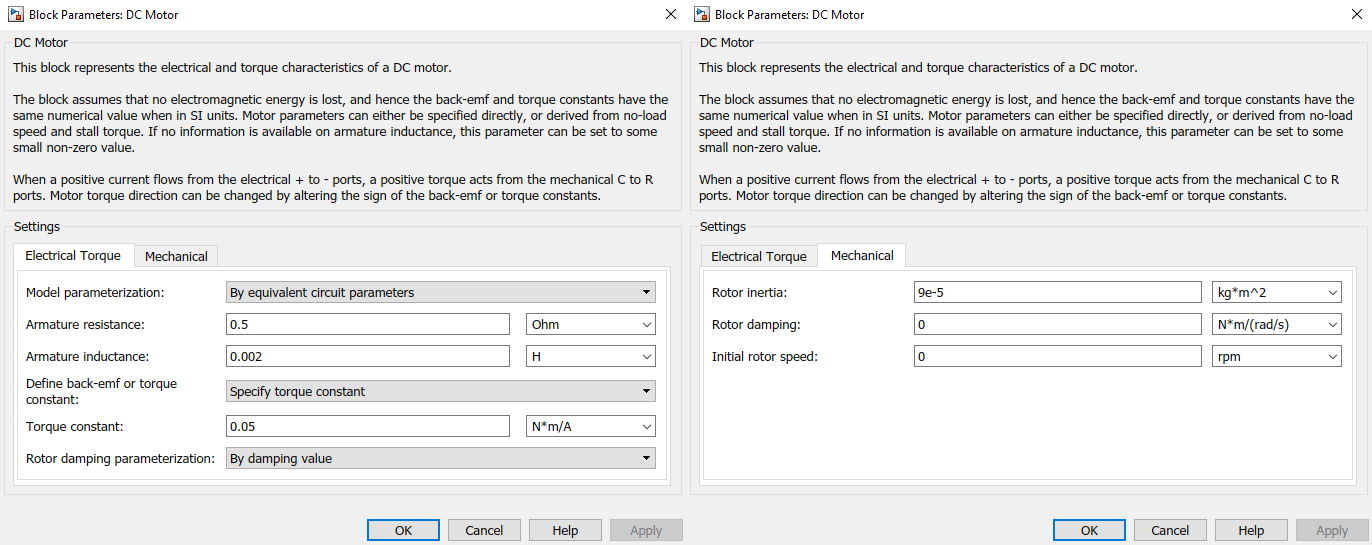 Block Parameters: DC Motor
DC Motor
This block represents the electrical and torque characteristics of a DC motor.
The block assumes that no electromagnetic energy is lost, and hence the back-emf and torque constants have the
same numerical value when in SI units. Motor parameters can either be specified directly, or derived from no-load
speed and stall torque. If no information is available on armature inductance, this parameter can be set to some
small non-zero value.
When a positive current flows from the electrical + to - ports, a positive torque acts from the mechanical C to R
ports. Motor torque direction can be changed by altering the sign of the back-emf or torque constants.
Settings
Electrical Torque Mechanical
Model parameterization: By equivalent circuit parameters
Armature resistance: 0.5 Ohm
Armature inductance: 0.002 H
Define back-emf or torque
constant: Specify torque constant
Torque constant: 0.05 N*m/A
Rotor damping parameterization: By damping value
OK Cancel Help Apply
Block Parameters: DC Motor
DC Motor
This block represents the electrical and torque characteristics of a DC motor.
The block assumes that no electromagnetic energy is lost, and hence the back-emf and torque constants have the
same numerical value when in SI units. Motor parameters can either be specified directly, or derived from no-load
speed and stall torque. If no information is available on armature inductance, this parameter can be set to some
small non-zero value.
When a positive current flows from the electrical + to - ports, a positive torque acts from the mechanical C to R
ports. Motor torque direction can be changed by altering the sign of the back-emf or torque constants.
Settings
Electrical Torque Mechanical
Rotor inertia: 9e-5 kg*m^2
Rotor damping: 0 N*m/(rad/s)
Initial rotor speed: 0 rpm
OK Cancel Help Apply